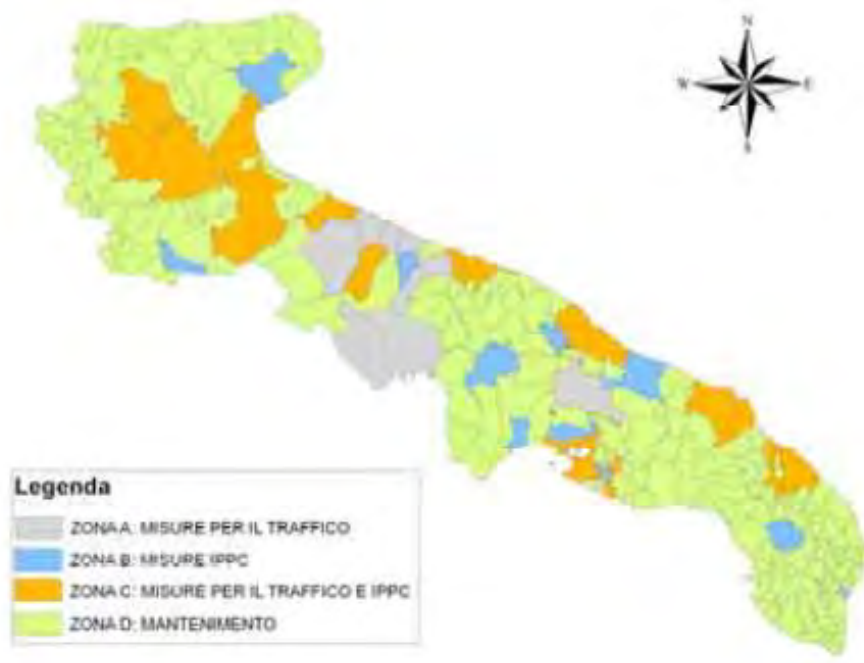 N
W E
S
Legenda
ZONA A: MISURE PER IL TRAFFICO
ZONA B: MISURE IPPC
ZONA C: MISURE PER IL TRAFFICO E IPPC
ZONA D: MANTENIMENTO